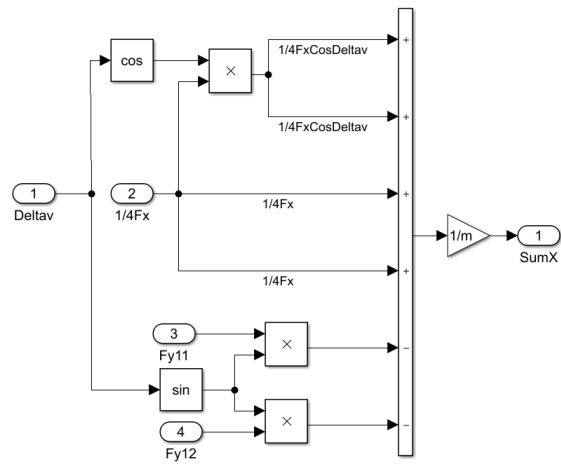 1/4FxCosDeltav
+
cos
×
+
1/4FxCosDeltav
1
Deltav
2
1/4Fx
1/4Fx
+
1/m
1
SumX
+
1/4Fx
3
Fy11
×
−
sin
4
Fy12
×
−